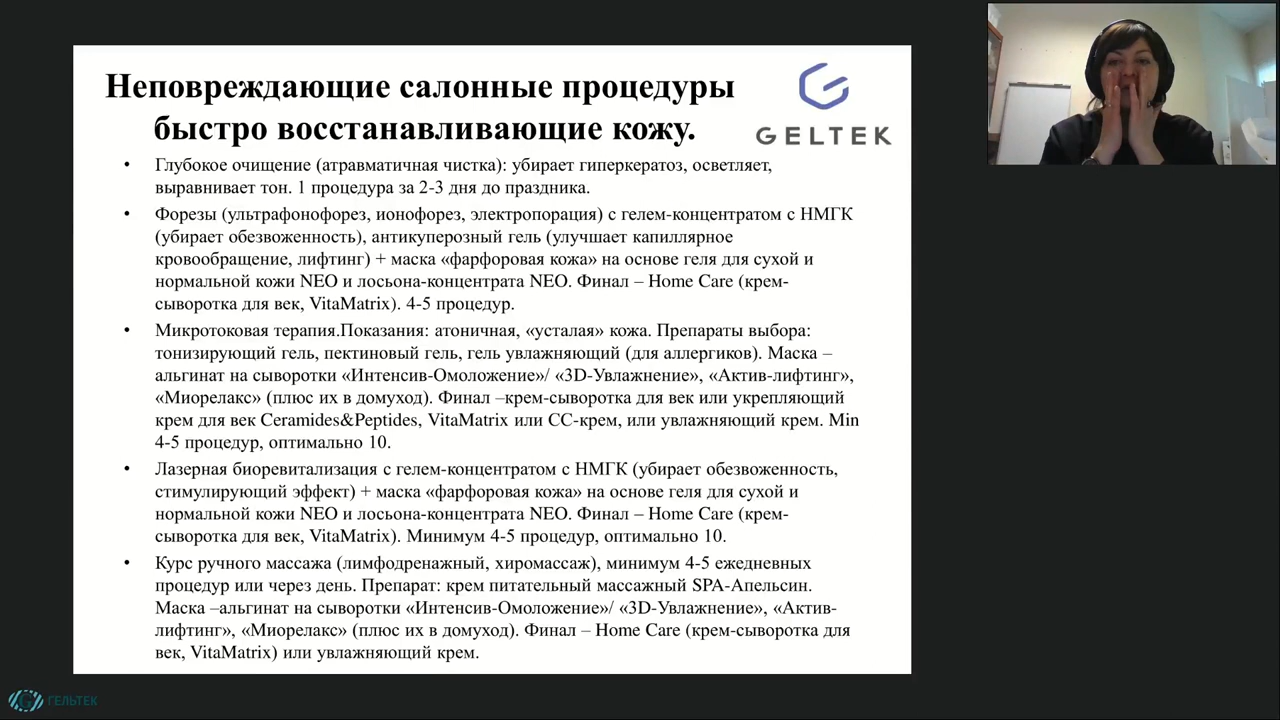 Неповреждающие салонные процедуры
быстро восстанавливающие кожу.
GELTEK
• Глубокое очищение (атравматичная чистка): убирает гиперкератоз, осветляет,
выравнивает тон. 1 процедура за 2-3 дня до праздника.
• Форезы (ультрафонофорез, ионофорез, электропорация) с гелем-концентратом с НМГК
(убирает обезвоженность), антикуперозный гель (улучшает капиллярное
кровообращение, лифтинг) + маска «фарфоровая кожа» на основе геля для сухой и
нормальной кожи NEO и лосьона-концентрата NEO. Финал – Home Care (крем-
сыворотка для век, VitaMatrix). 4-5 процедур.
• Микротоковая терапия.Показания: атоничная, «усталая» кожа. Препараты выбора:
тонизирующий гель, пектиновый гель, гель увлажняющий (для аллергиков). Маска –
альгинат на сыворотки «Интенсив-Омоложение»/ «3D-Увлажнение», «Актив-лифтинг»,
«Миорелакс» (плюс их в домуход). Финал –крем-сыворотка для век или укрепляющий
крем для век Ceramides&Peptides, VitaMatrix или СС-крем, или увлажняющий крем. Min
4-5 процедур, оптимально 10.
• Лазерная биоревитализация с гелем-концентратом с НМГК (убирает обезвоженность,
стимулирующий эффект) + маска «фарфоровая кожа» на основе геля для сухой и
нормальной кожи NEO и лосьона-концентрата NEO. Финал – Home Care (крем-
сыворотка для век, VitaMatrix). Минимум 4-5 процедур, оптимально 10.
• Курс ручного массажа (лимфодренажный, хиромассаж), минимум 4-5 ежедневных
процедур или через день. Препарат: крем питательный массажный SPA-Апельсин.
Маска –альгинат на сыворотки «Интенсив-Омоложение»/ «3D-Увлажнение», «Актив-
лифтинг», «Миорелакс» (плюс их в домуход). Финал – Home Care (крем-сыворотка для
век, VitaMatrix) или увлажняющий крем.
ГЕЛЬТЕК